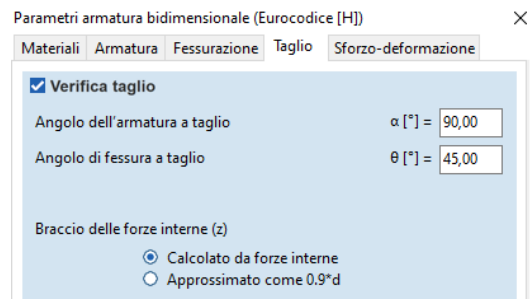 Parametri armatura bidimensionale (Eurocodice [H])
Materiali Armatura Fessurazione Taglio Sforzo-deformazione
Verifica taglio
Angolo dell'armatura a taglio α [°] = 90,00
Angolo di fessura a taglio θ [°] = 45,00
Braccio delle forze interne (z)
Calcolato da forze interne
Approssimato come 0.9*d